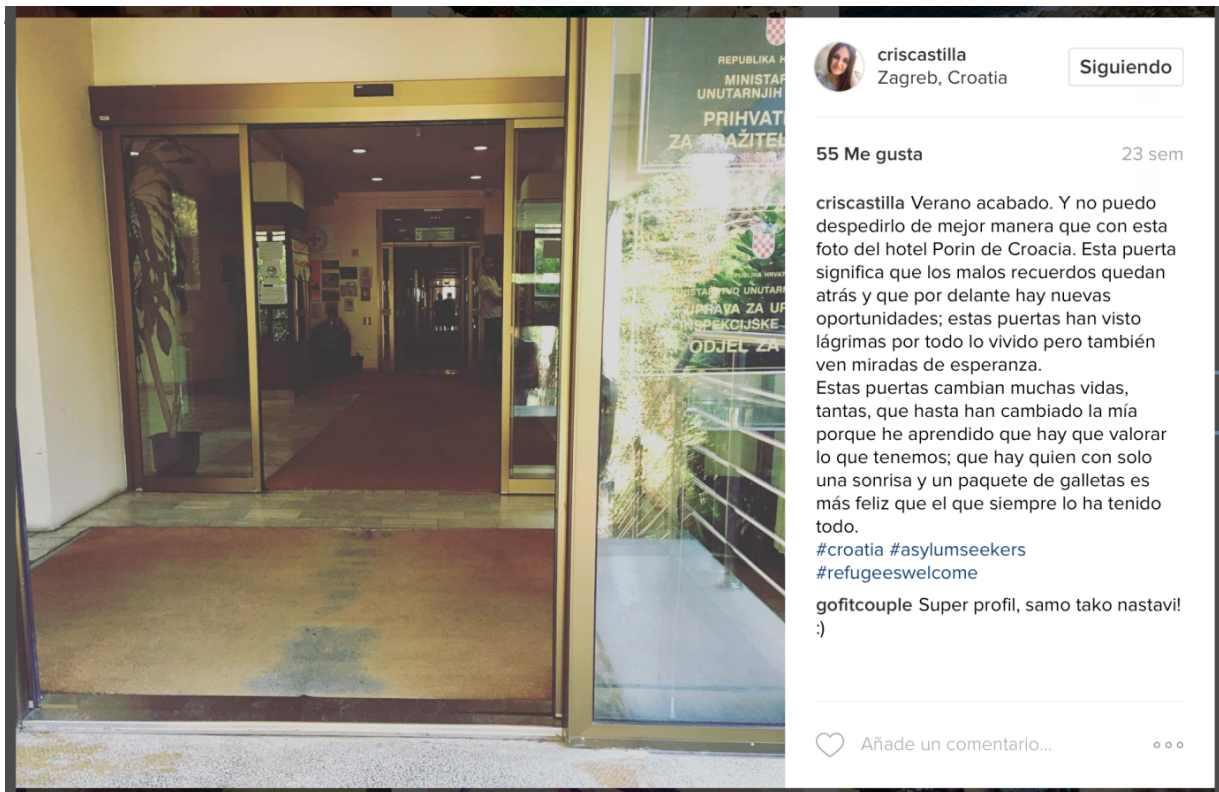 REPUBLIKA
MINISTAR
UNUTARNJIH
PRIHVATI
ZA TRAŽITEL
REPUBLIKA HRVAT
UNUTAR
UPRAVA ZA UP
INSPEKCIJSKE
ODJEL ZA
criscastilla
Zagreb, Croatia
Siguiendo
55 Me gusta
23 sem
criscastilla Verano acabado. Y no puedo
despedirlo de mejor manera que con esta
foto del hotel Porin de Croacia. Esta puerta
significa que los malos recuerdos quedan
atrás y que por delante hay nuevas
oportunidades; estas puertas han visto
lágrimas por todo lo vivido pero también
ven miradas de esperanza.
Estas puertas cambian muchas vidas,
tantas, que hasta han cambiado la mía
porque he aprendido que hay que valorar
lo que tenemos; que hay quien con solo
una sonrisa y un paquete de galletas es
más feliz que el que siempre lo ha tenido
todo.
#croatia #asylumseekers
#refugeeswelcome
gofitcouple Super profil, samo tako nastavi!
:)
Añade un comentario...